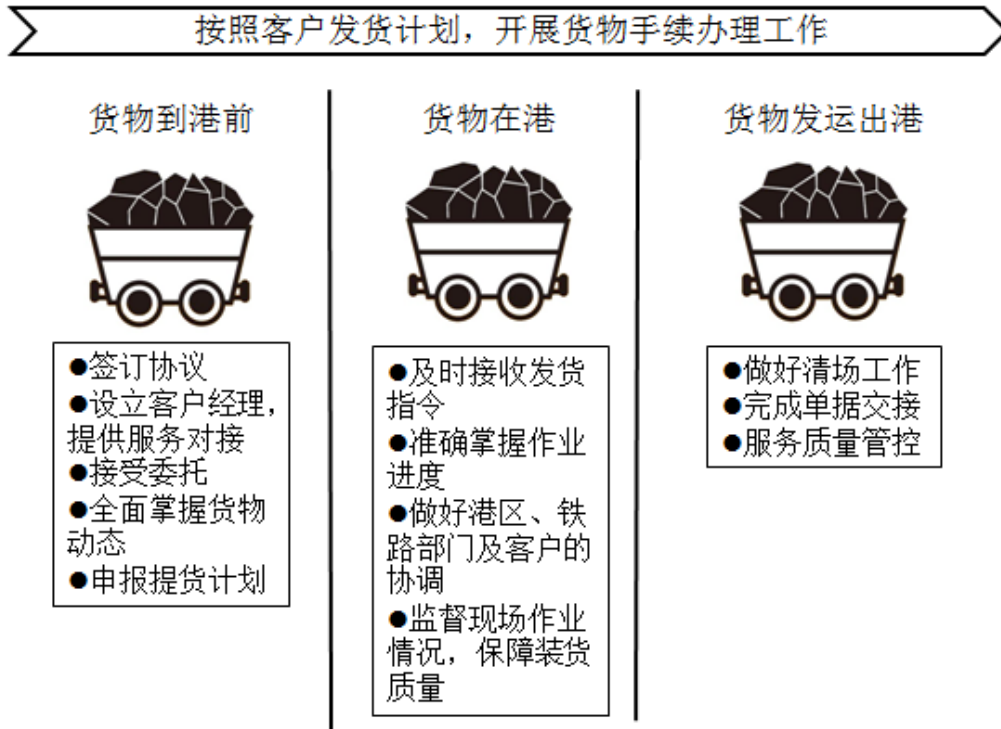 按照客户发货计划，开展货物手续办理工作
货物到港前
●签订协议
●设立客户经理，
提供服务对接
●接受委托
●全面掌握货物
动态
●申报提货计划
货物在港
●及时接收发货
指令
●准确掌握作业
进度
●做好港区、铁
路部门及客户的
协调
●监督现场作业
情况，保障装货
质量
货物发运出港
●做好清场工作
●完成单据交接
●服务质量管控